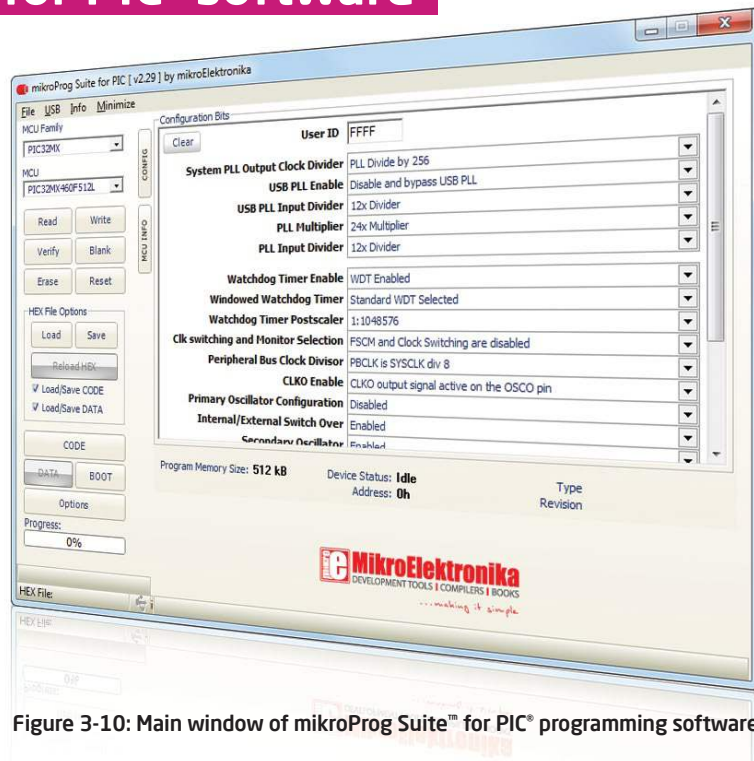 for PIC® software
mikroProg Suite for PIC [ v2.29 ] by mikroElektronika
File USB Info Minimize
MCU Family
PIC32MX
MCU
PIC32MX460F512L
Read Write
Verify Blank
Erase Reset
HEX File Options
Load Save
Reload HEX
Load/Save CODE
Load/Save DATA
CODE
DATA BOOT
Options
Progress:
0%
HEX File:
CONFIG
MCU INFO
Configuration Bits
Clear
User ID FFFF
System PLL Output Clock Divider PLL Divide by 256
USB PLL Enable Disable and bypass USB PLL
USB PLL Input Divider 12x Divider
PLL Multiplier 24x Multiplier
PLL Input Divider 12x Divider
Watchdog Timer Enable WDT Enabled
Windowed Watchdog Timer Standard WDT Selected
Watchdog Timer Postscaler 1:1048576
Clk switching and Monitor Selection FSCM and Clock Switching are disabled
Peripheral Bus Clock Divisor PBCLK is SYSCLK div 8
CLKO Enable CLKO output signal active on the OSCO pin
Primary Oscillator Configuration Disabled
Internal/External Switch Over Enabled
Secondary Oscillator Enabled
Program Memory Size: 512 kB Device Status: Idle Type
Address: 0h Revision
MikroElektronika
DEVELOPMENT TOOLS | COMPILERS | BOOKS
...making it simple
Figure 3-10: Main window of mikroProg Suite™ for PIC® programming software